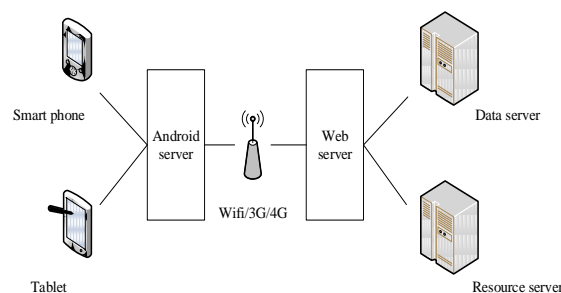 Smart phone
Android
server
Web
server
Data server
Wifi/3G/4G
Tablet
Resource server